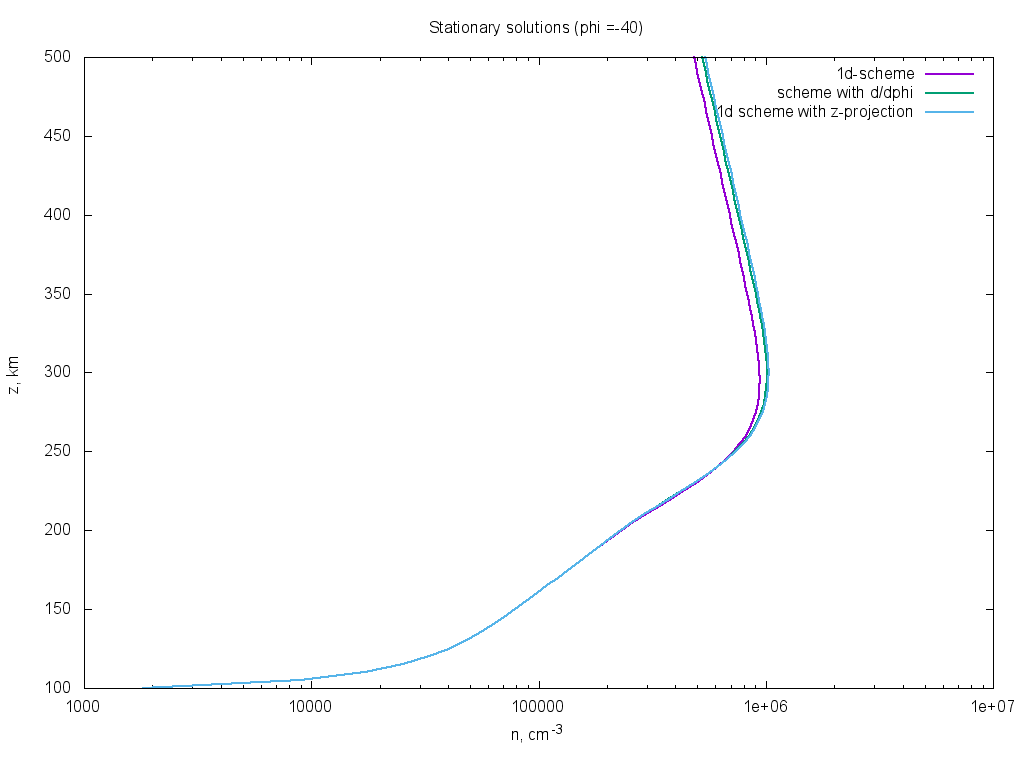 Stationary solutions (phi =-40)
500
450
400
350
300
250
200
150
100
z, km
1d-scheme
scheme with d/dphi
1d scheme with z-projection
1000
10000
100000
1e+06
1e+07
n, cm-3